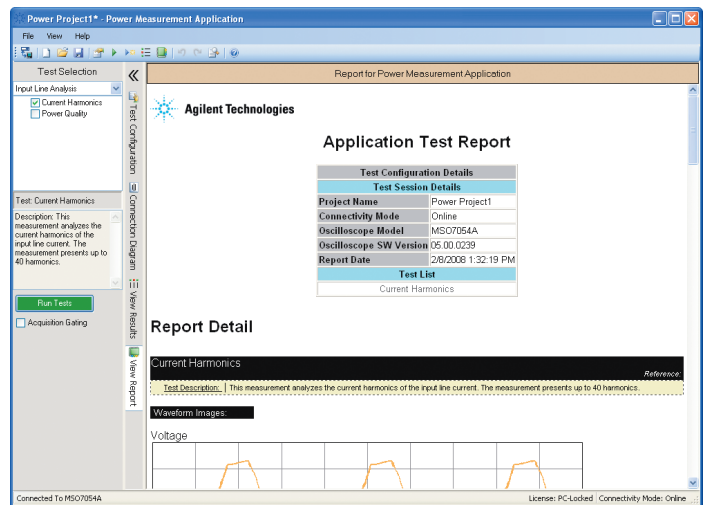 Power Project1* - Power Measurement Application
File View Help
Test Selection
Input Line Analysis
Current Harmonics
Power Quality
Test: Current Harmonics
Description: This
measurement analyzes the
current harmonics of the
input line current. The
measurement presents up to
40 harmonics.
Run Tests
Acquisition Gating
Test Configuration
Connection Diagram
View Results
View Report
Report for Power Measurement Application
Agilent Technologies
Application Test Report
Test Configuration Details
Test Session Details
Project Name Power Project1
Connectivity Mode Online
Oscilloscope Model MSO7054A
Oscilloscope SW Version 05.00.0239
Report Date 2/8/2008 1:32:19 PM
Test List
Current Harmonics
Report Detail
Current Harmonics
Reference:
Test Description: This measurement analyzes the current harmonics of the input line current. The measurement presents up to 40 harmonics.
Waveform Images:
Voltage
Connected To MSO7054A
License: PC-Locked Connectivity Mode: Online